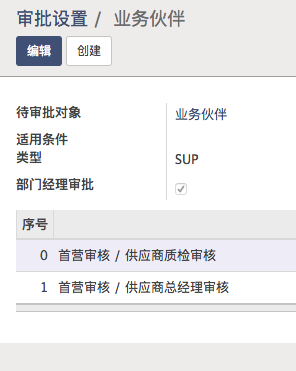 审批设置 / 业务伙伴
编辑 创建
待审批对象 业务伙伴
适用条件
类型 SUP
部门经理审批
序号
0 首营审核 / 供应商质检审核
1 首营审核 / 供应商总经理审核